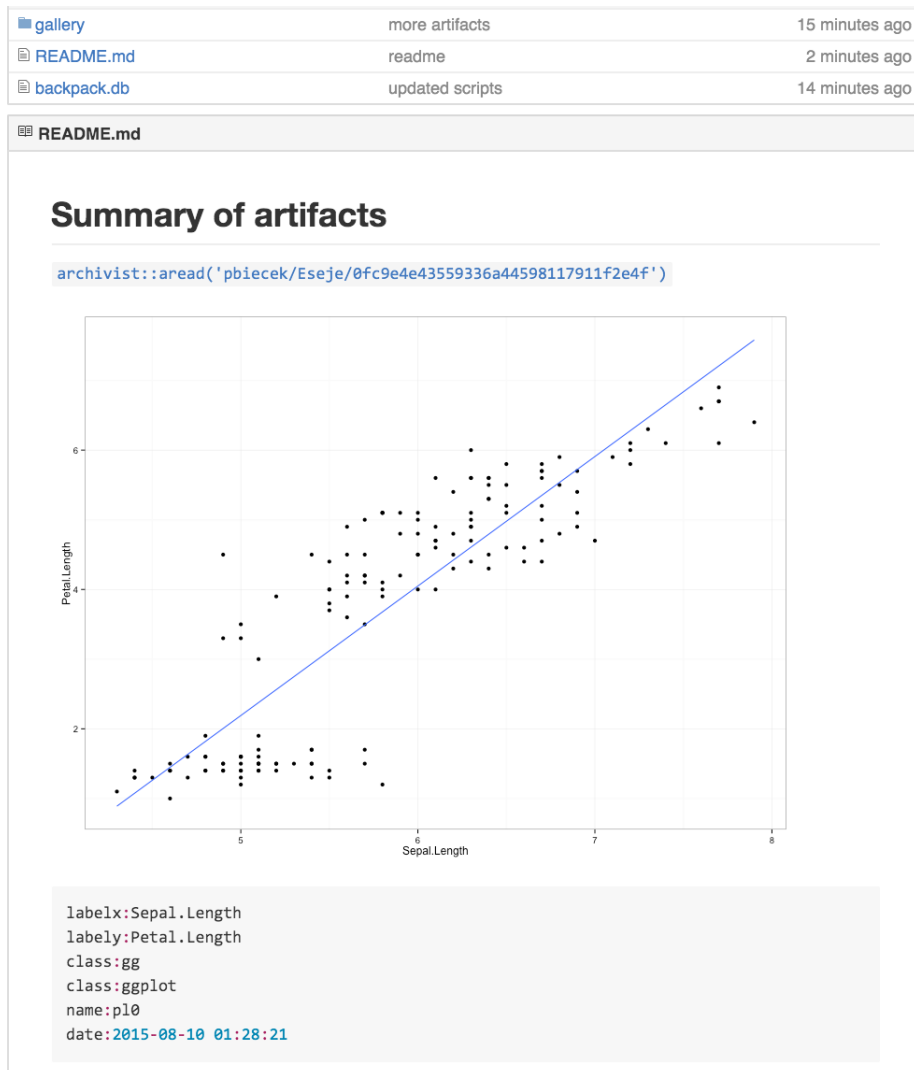 gallery more artifacts 15 minutes ago
README.md readme 2 minutes ago
backpack.db updated scripts 14 minutes ago
README.md
Summary of artifacts
archivist::aread('pbiecek/Eseje/0fc9e4e43559336a44598117911f2e4f')
6
4
2
Petal.Length
5 6 7 8
Sepal.Length
labelx:Sepal.Length
labely:Petal.Length
class:gg
class:ggplot
name:pl0
date:2015-08-10 01:28:21